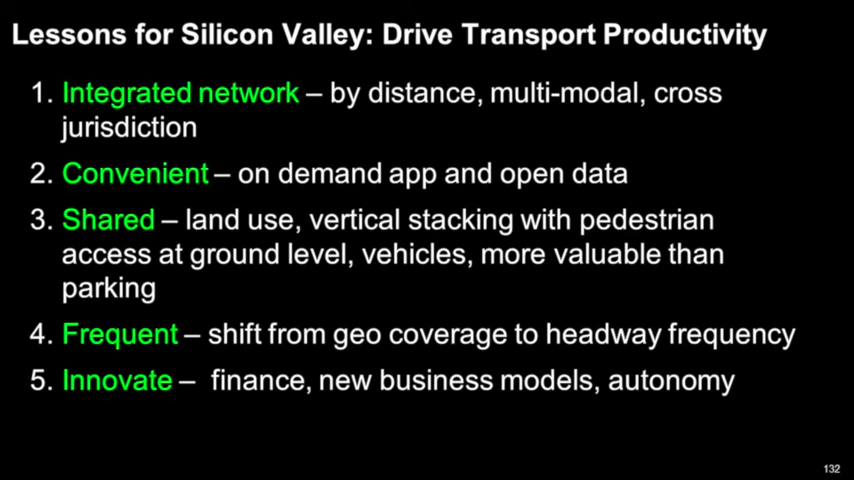 Lessons for Silicon Valley: Drive Transport Productivity
1. Integrated network – by distance, multi-modal, cross
jurisdiction
2. Convenient – on demand app and open data
3. Shared – land use, vertical stacking with pedestrian
access at ground level, vehicles, more valuable than
parking
4. Frequent – shift from geo coverage to headway frequency
5. Innovate – finance, new business models, autonomy
132